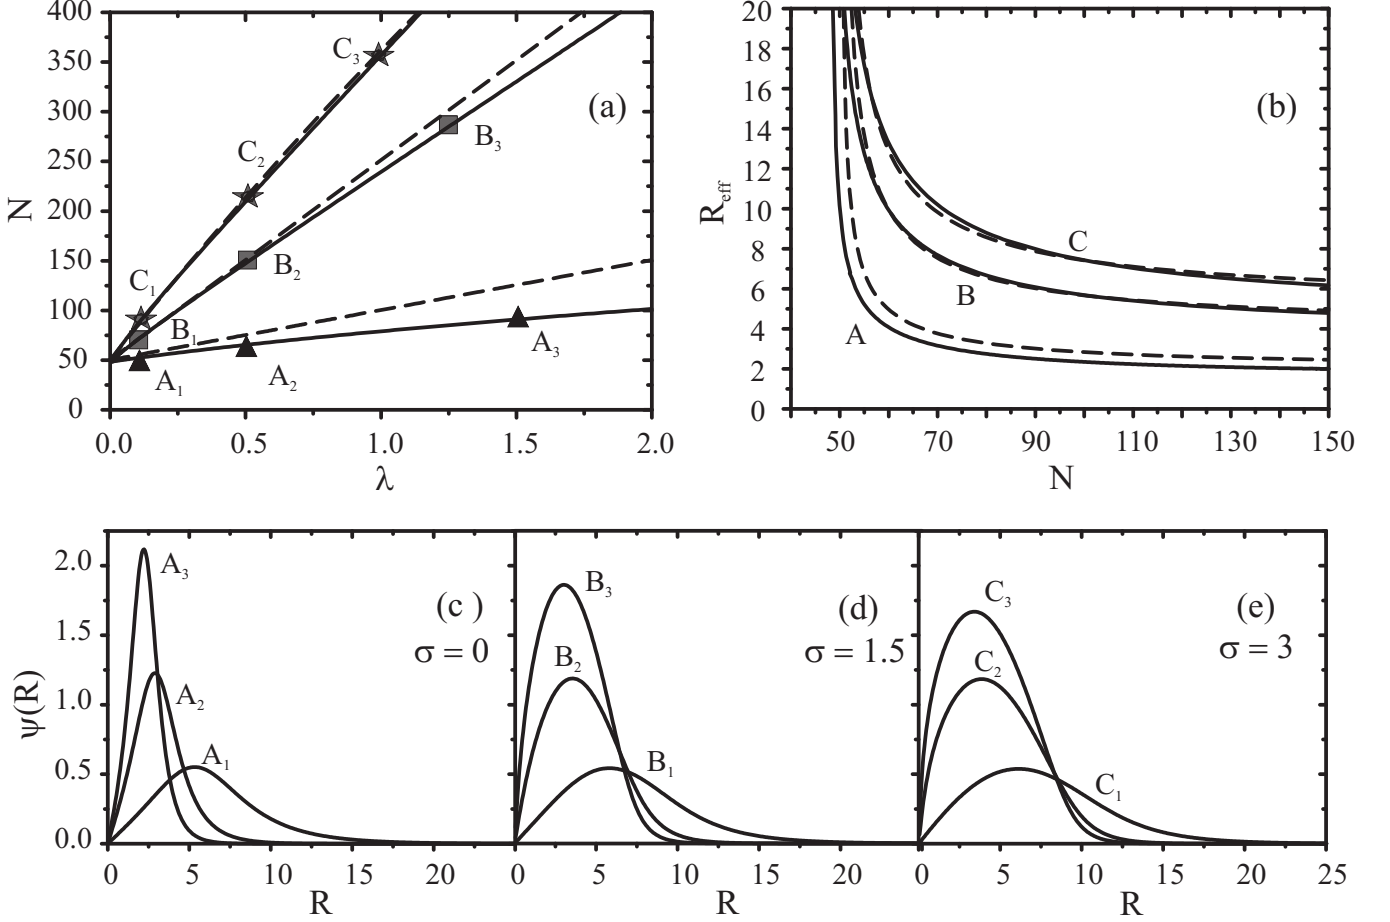 400
350
300
250
200
150
100
50
0
N
0.0 0.5 1.0 1.5 2.0
λ
(a)
C₃
C₂
C₁
B₃
B₂
B₁
A₃
A₂
A₁
20
18
16
14
12
10
8
6
4
2
0
R_eff
50 70 90 110 130 150
N
(b)
C
B
A
2.0
1.5
1.0
0.5
0.0
ψ(R)
A₃
A₂
A₁
(c )
σ = 0
0 5 10 15 20
R
B₃
B₂
B₁
(d)
σ = 1.5
0 5 10 15 20
C₃
C₂
C₁
(e)
σ = 3
0 5 10 15 20 25
R